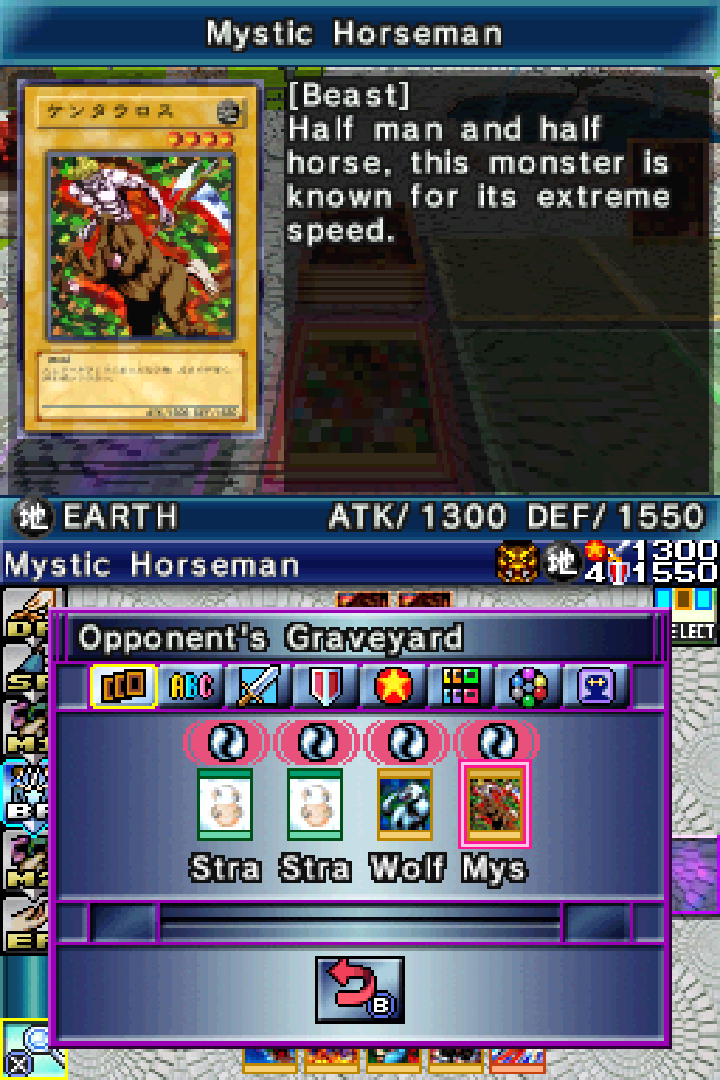 Mystic Horseman
ケンタウロス
[Beast]
Half man and half
horse, this monster is
known for its extreme
speed.
地 EARTH ATK/ 1300 DEF/ 1550
Mystic Horseman 地 4 1300 1550
Opponent's Graveyard
ABC
Stra Stra Wolf Mys
B
X